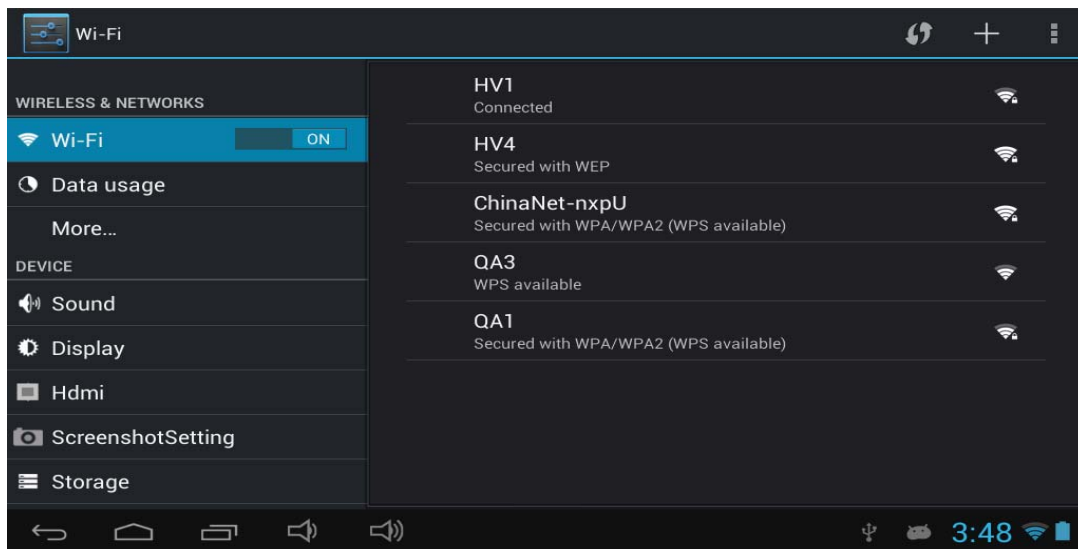 Wi-Fi
WIRELESS & NETWORKS
Wi-Fi ON
Data usage
More...
DEVICE
Sound
Display
Hdmi
ScreenshotSetting
Storage
HV1
Connected
HV4
Secured with WEP
ChinaNet-nxpU
Secured with WPA/WPA2 (WPS available)
QA3
WPS available
QA1
Secured with WPA/WPA2 (WPS available)
3:48